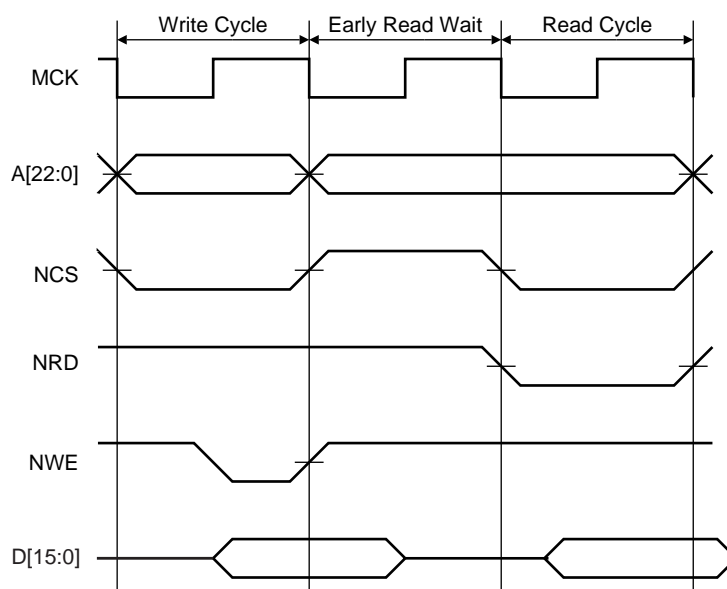 Write Cycle Early Read Wait Read Cycle
MCK
A[22:0]
NCS
NRD
NWE
D[15:0]